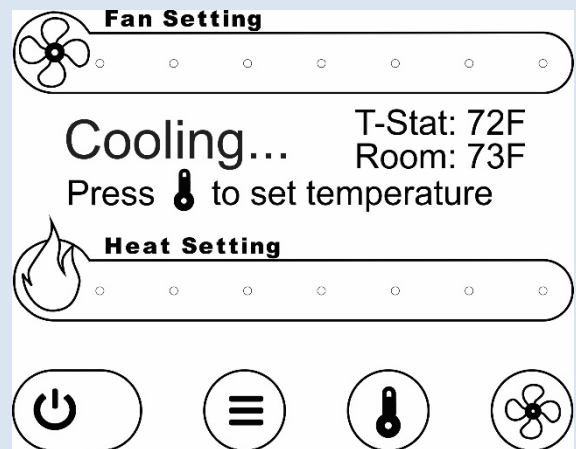 Fan Setting
Cooling...
T-Stat: 72F
Room: 73F
Press to set temperature
Heat Setting